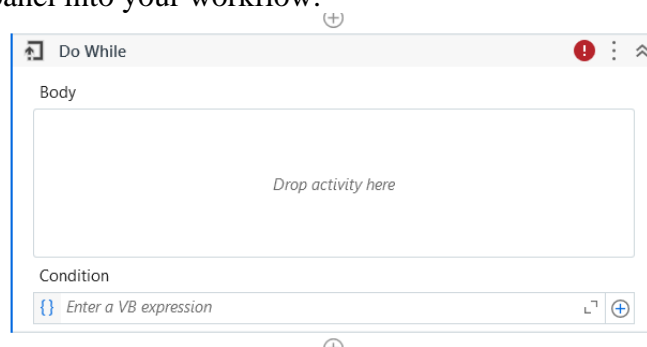 panel into your workflow.
Do While
Body
Drop activity here
Condition
{} Enter a VB expression